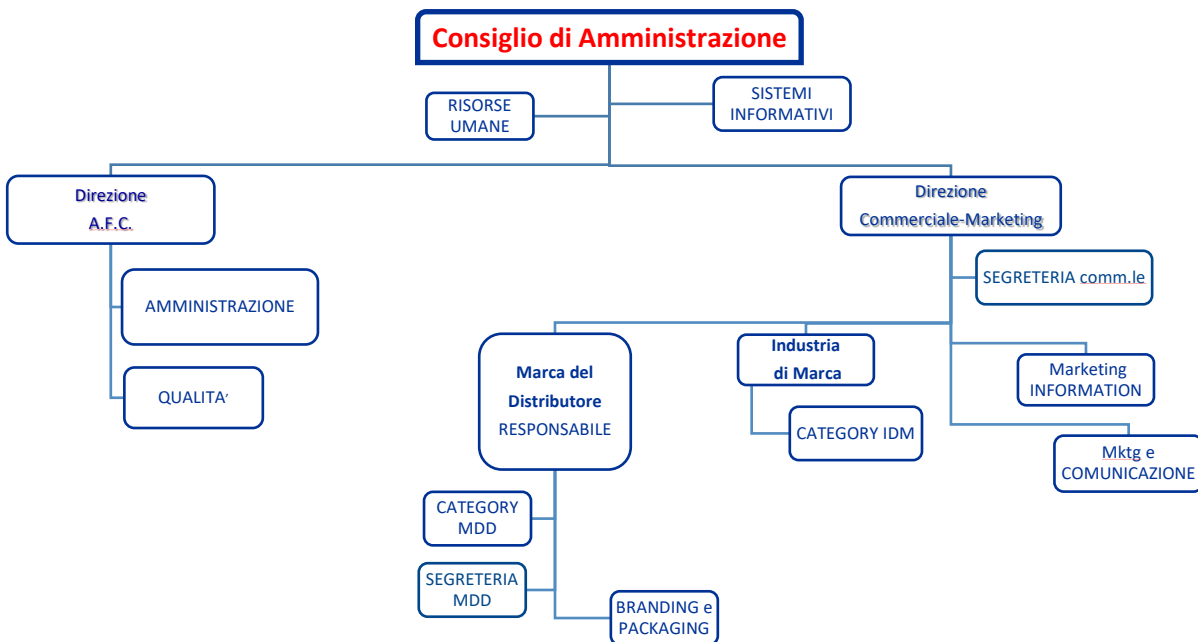 Consiglio di Amministrazione
RISORSE
UMANE
SISTEMI
INFORMATIVI
Direzione
A.F.C.
Direzione
Commerciale-Marketing
SEGRETERIA comm.le
AMMINISTRAZIONE
QUALITA’
Marca del
Distributore
RESPONSABILE
Industria
di Marca
Marketing
INFORMATION
CATEGORY IDM
Mktg e
COMUNICAZIONE
CATEGORY
MDD
SEGRETERIA
MDD
BRANDING e
PACKAGING